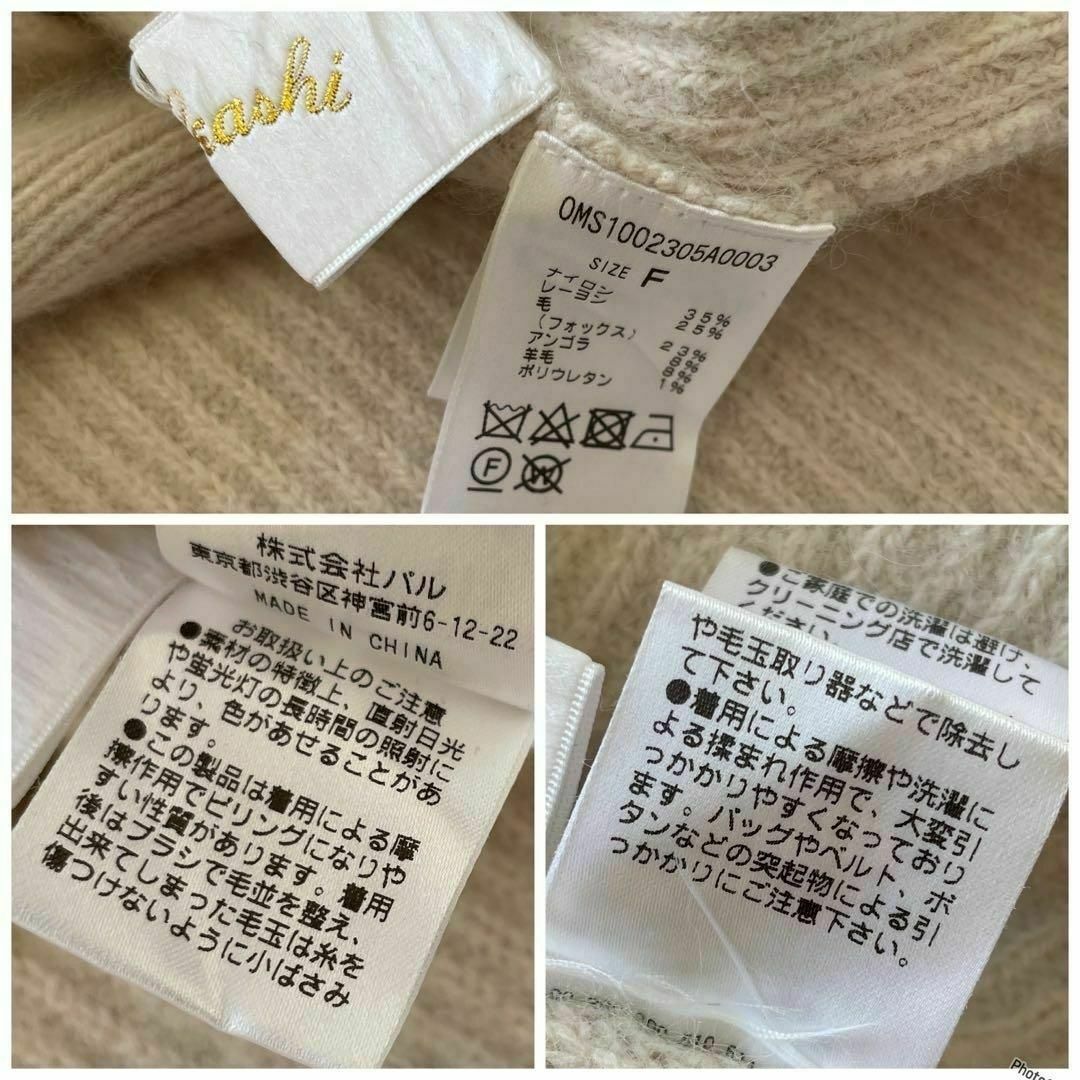 kashi
OMS1002305A0003
SIZE F
ナイロン 35%
レーヨン 25%
毛
(フォックス) 23%
アンゴラ 8%
羊毛 8%
ポリウレタン 1%
F
W
株式会社パル
東京都渋谷区神宮前6-12-22
MADE IN CHINA
お取扱い上のご注意
●素材の特徴上、直射日光
や蛍光灯の長時間の照射に
より、色があせることがあ
ります。
●この製品は着用による摩
擦作用でピリングになりや
すい性質があります。着用
後はブラシで毛並を整え、
出来てしまった毛玉は糸を
傷つけないように小ばさみ
●ご家庭での洗濯は避け、
クリーニング店で洗濯して
ください。
や毛玉取り器などで除去し
て下さい。
●着用による摩擦や洗濯に
よる揉まれ作用で、大変引
っかかりやすくなっており
ます。バッグやベルト、ボ
タンなどの突起物による引
っかかりにご注意下さい。